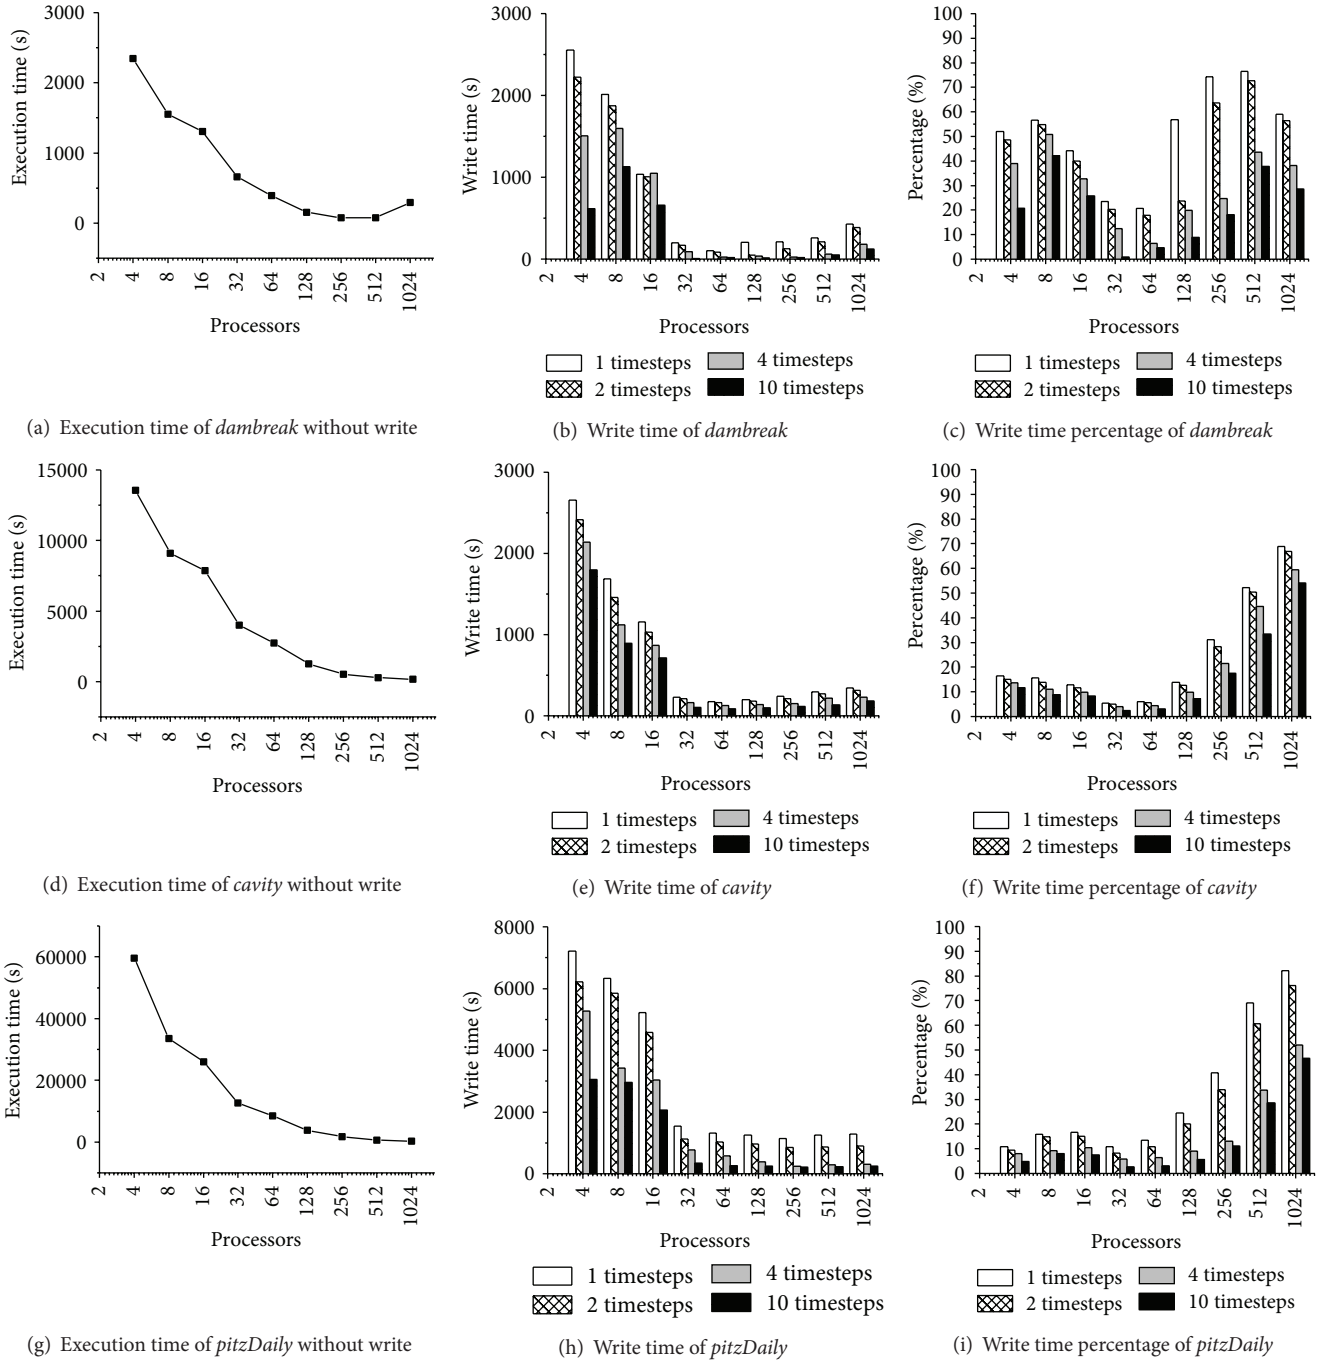 Execution time (s)
3000
2000
1000
0
2 4 8 16 32 64 128 256 512 1024
Processors
(a) Execution time of dambreak without write
Write time (s)
3000
2000
1000
0
2 4 8 16 32 64 128 256 512 1024
Processors
1 timesteps 4 timesteps
2 timesteps 10 timesteps
(b) Write time of dambreak
Percentage (%)
100
90
80
70
60
50
40
30
20
10
0
2 4 8 16 32 64 128 256 512 1024
Processors
1 timesteps 4 timesteps
2 timesteps 10 timesteps
(c) Write time percentage of dambreak
Execution time (s)
15000
10000
5000
0
2 4 8 16 32 64 128 256 512 1024
Processors
(d) Execution time of cavity without write
Write time (s)
3000
2000
1000
0
2 4 8 16 32 64 128 256 512 1024
Processors
1 timesteps 4 timesteps
2 timesteps 10 timesteps
(e) Write time of cavity
Percentage (%)
100
90
80
70
60
50
40
30
20
10
0
2 4 8 16 32 64 128 256 512 1024
Processors
1 timesteps 4 timesteps
2 timesteps 10 timesteps
(f) Write time percentage of cavity
Execution time (s)
60000
40000
20000
0
2 4 8 16 32 64 128 256 512 1024
Processors
(g) Execution time of pitzDaily without write
Write time (s)
8000
6000
4000
2000
0
2 4 8 16 32 64 128 256 512 1024
Processors
1 timesteps 4 timesteps
2 timesteps 10 timesteps
(h) Write time of pitzDaily
Percentage (%)
100
90
80
70
60
50
40
30
20
10
0
2 4 8 16 32 64 128 256 512 1024
Processors
1 timesteps 4 timesteps
2 timesteps 10 timesteps
(i) Write time percentage of pitzDaily